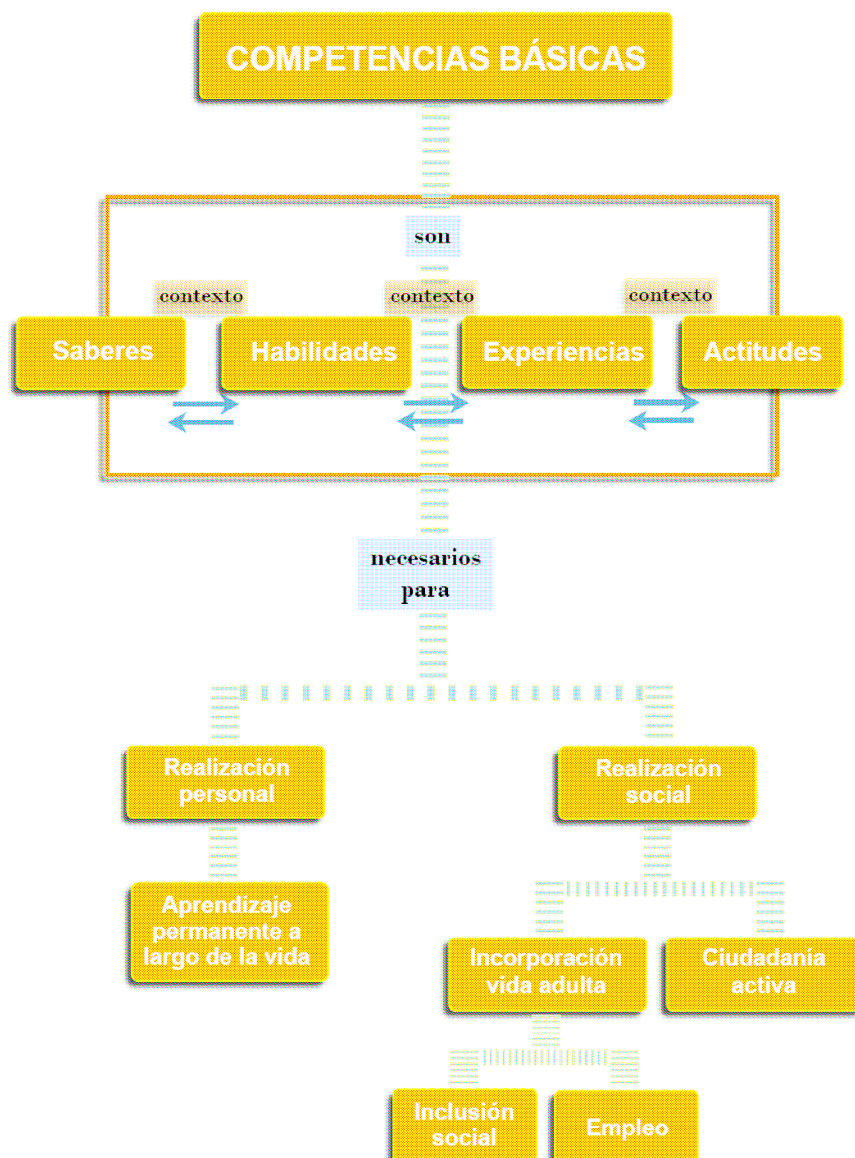 COMPETENCIAS BÁSICAS
son
contexto
contexto
contexto
Saberes
Habilidades
Experiencias
Actitudes
necesarios
para
Realización
personal
Realización
social
Aprendizaje
permanente a
largo de la vida
Incorporación
vida adulta
Ciudadanía
activa
Inclusión
social
Empleo